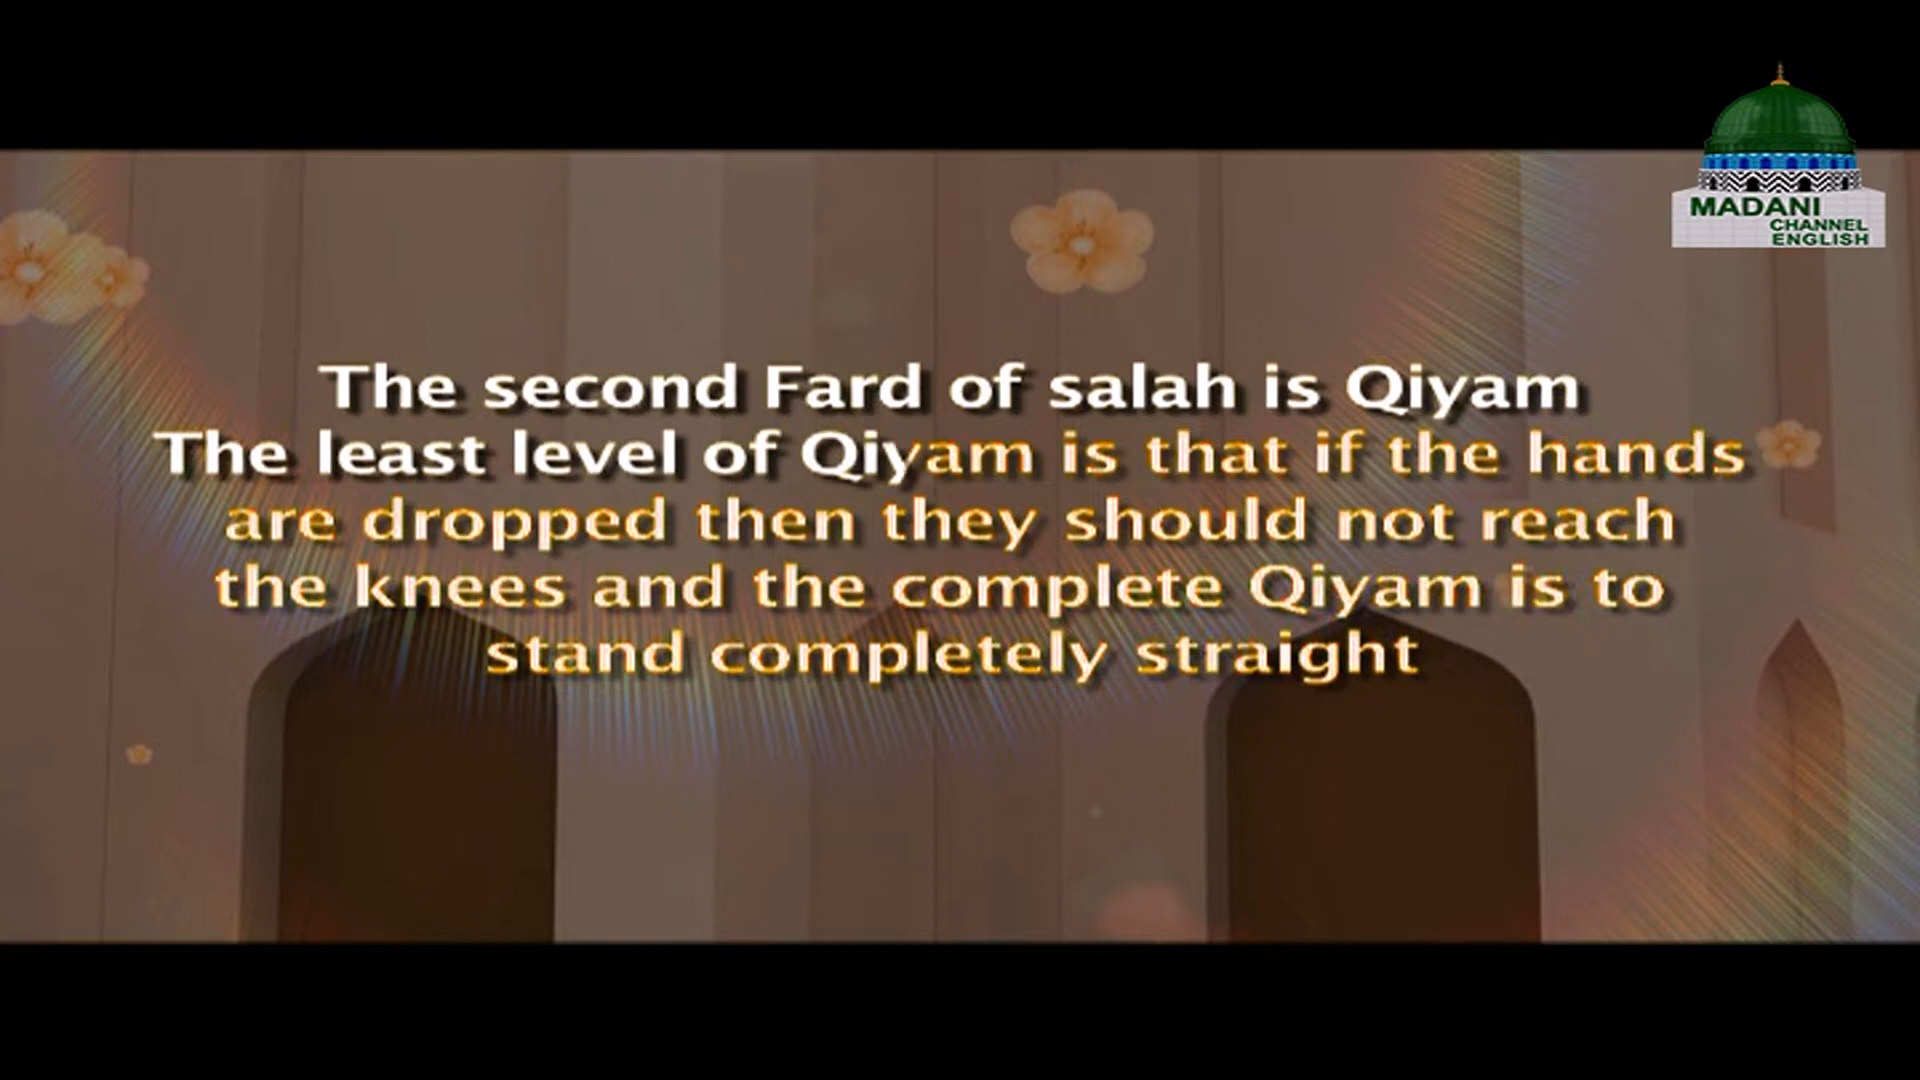 MADANI
CHANNEL
ENGLISH
The second Fard of salah is Qiyam
The least level of Qiyam is that if the hands
are dropped then they should not reach
the knees and the complete Qiyam is to
stand completely straight